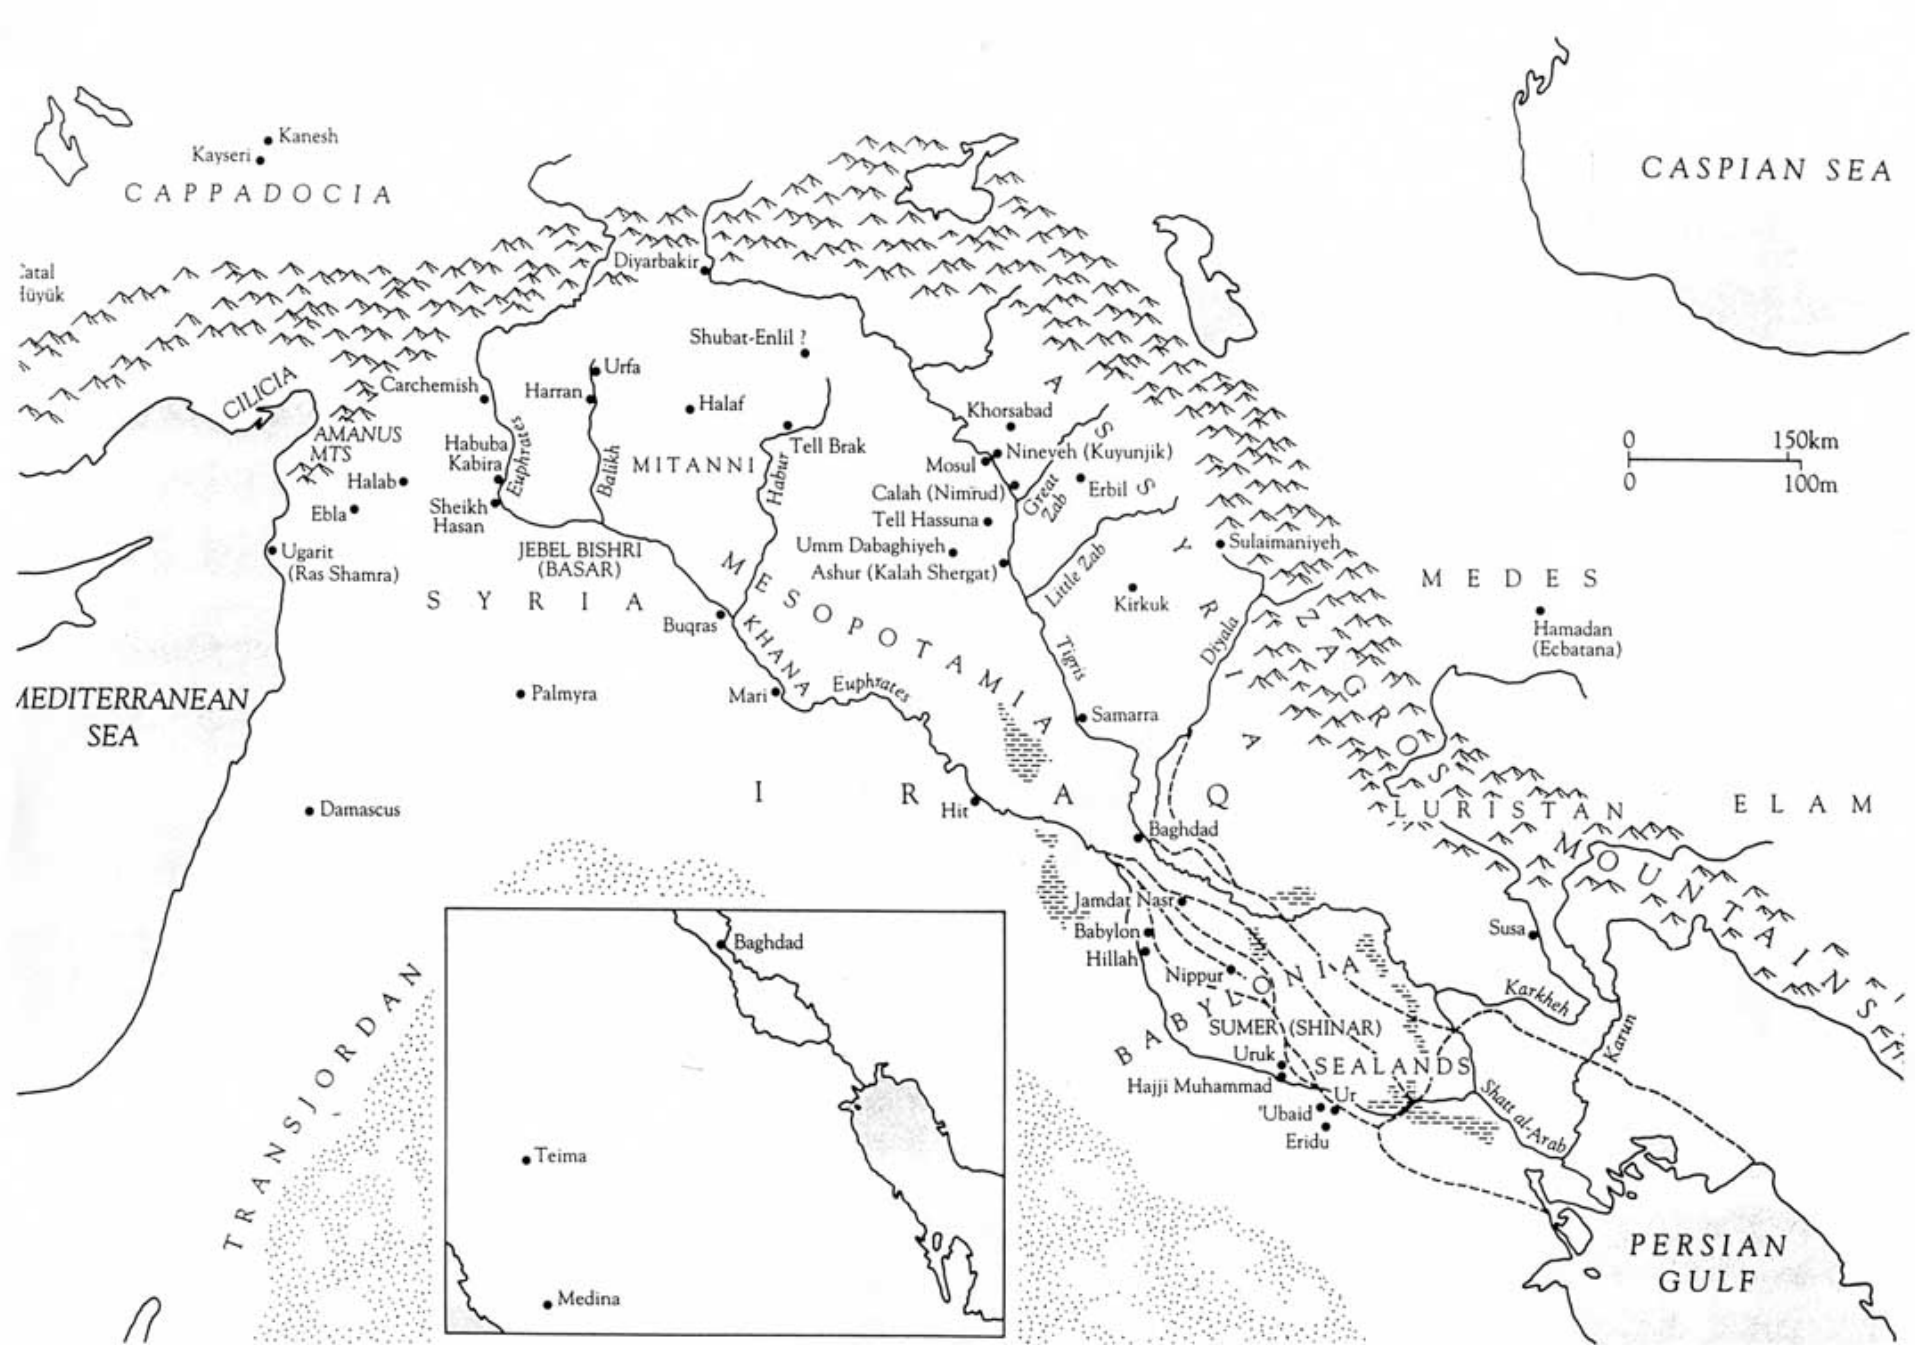 Kanesh
Kayseri
CAPPADOCIA
CASPIAN SEA
atal
üyük
Diyarbakir
Shubat-Enlil ?
Urfa
Carchemish
Harran
Halaf
CILICIA
AMANUS
MTS
Habuba
Kabira
Euphrates
Balikh
MITANNI
Habur
Tell Brak
Khorsabad
Nineveh (Kuyunjik)
Mosul
Calah (Nimrud)
Great
Zab
Erbil
Tell Hassuna
Halab
Ebla
Sheikh
Hasan
Umm Dabaghiyeh
Ashur (Kalah Shergat)
Little Zab
Sulaimaniyeh
ASSYRIA
0 150km
0 100m
Ugarit
(Ras Shamra)
JEBEL BISHRI
(BASAR)
SYRIA
MESOPOTAMIA
Kirkuk
MEDES
Hamadan
(Ecbatana)
Buqras
KHANA
Tigris
Diyala
ZAGROS
MOUNTAINS
Palmyra
Mari
Euphrates
Samarra
MEDITERRANEAN
SEA
IRAQ
Hit
Damascus
Baghdad
LURISTAN
ELAM
Jamdat Nasr
Babylon
Hillah
Nippur
BABYLONIA
Susa
Karkheh
Karun
SUMER (SHINAR)
Uruk
SEALANDS
Hajji Muhammad
Ur
'Ubaid
Eridu
Shatt al-Arab
TRANSJORDAN
PERSIAN
GULF
Baghdad
Teima
Medina